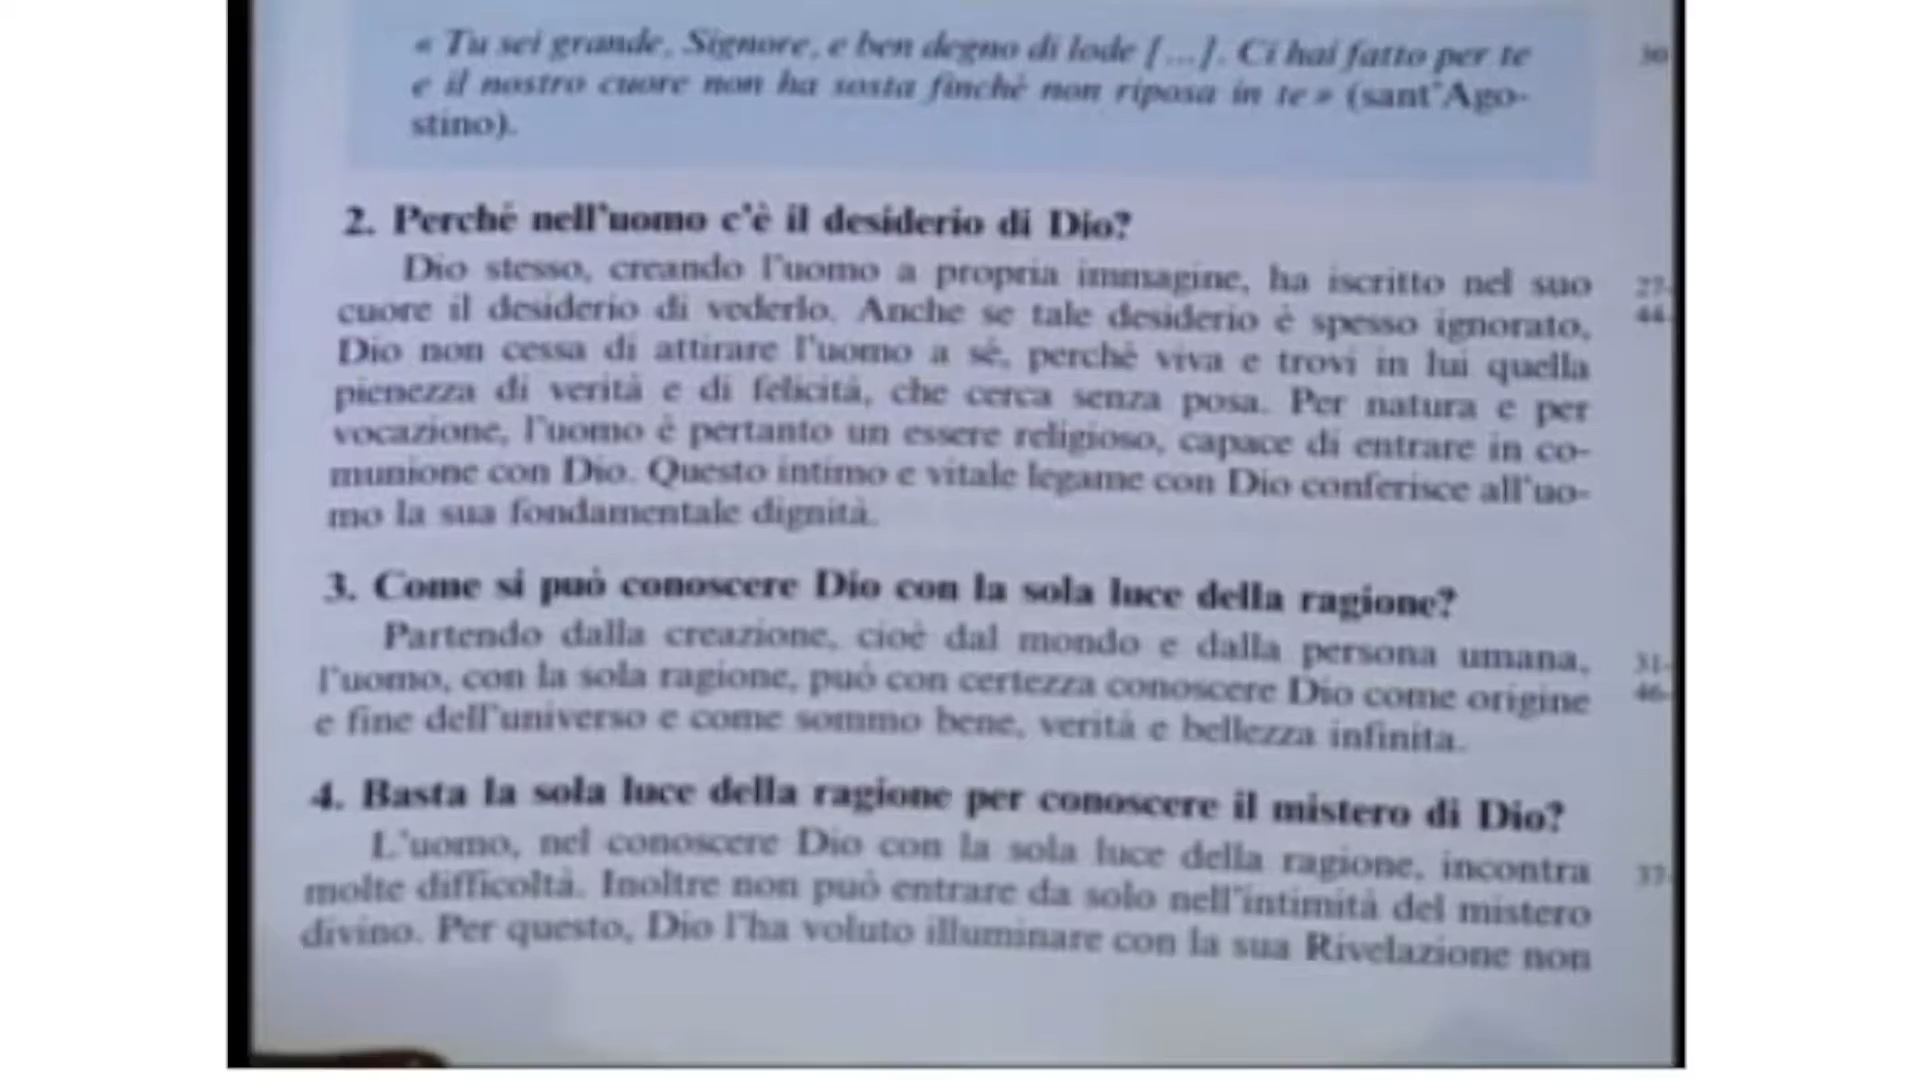 « Tu sei grande, Signore, e ben degno di lode [...]. Ci hai fatto per te
30
e il nostro cuore non ha sosta finché non riposa in te » (sant'Ago-
stino).
2. Perché nell'uomo c'è il desiderio di Dio?
Dio stesso, creando l'uomo a propria immagine, ha iscritto nel suo
27-
cuore il desiderio di vederlo. Anche se tale desiderio è spesso ignorato,
44-
Dio non cessa di attirare l'uomo a sé, perché viva e trovi in lui quella
pienezza di verità e di felicità, che cerca senza posa. Per natura e per
vocazione, l'uomo è pertanto un essere religioso, capace di entrare in co-
munione con Dio. Questo intimo e vitale legame con Dio conferisce all'uo-
mo la sua fondamentale dignità.
3. Come si può conoscere Dio con la sola luce della ragione?
Partendo dalla creazione, cioè dal mondo e dalla persona umana,
31-
l'uomo, con la sola ragione, può con certezza conoscere Dio come origine
46-
e fine dell'universo e come sommo bene, verità e bellezza infinita.
4. Basta la sola luce della ragione per conoscere il mistero di Dio?
L'uomo, nel conoscere Dio con la sola luce della ragione, incontra
37-
molte difficoltà. Inoltre non può entrare da solo nell'intimità del mistero
divino. Per questo, Dio l'ha voluto illuminare con la sua Rivelazione non